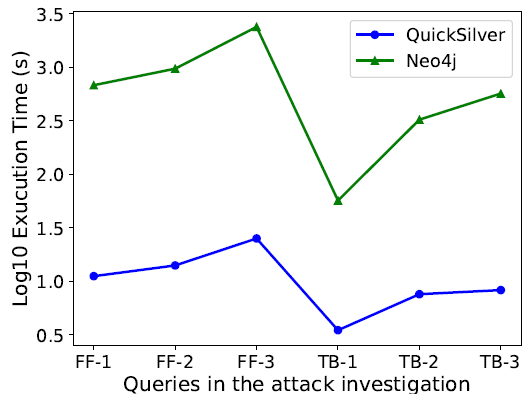 QuickSilver
Neo4j
Log10 Exucution Time (s)
3.5
3.0
2.5
2.0
1.5
1.0
0.5
FF-1 FF-2 FF-3 TB-1 TB-2 TB-3
Queries in the attack investigation